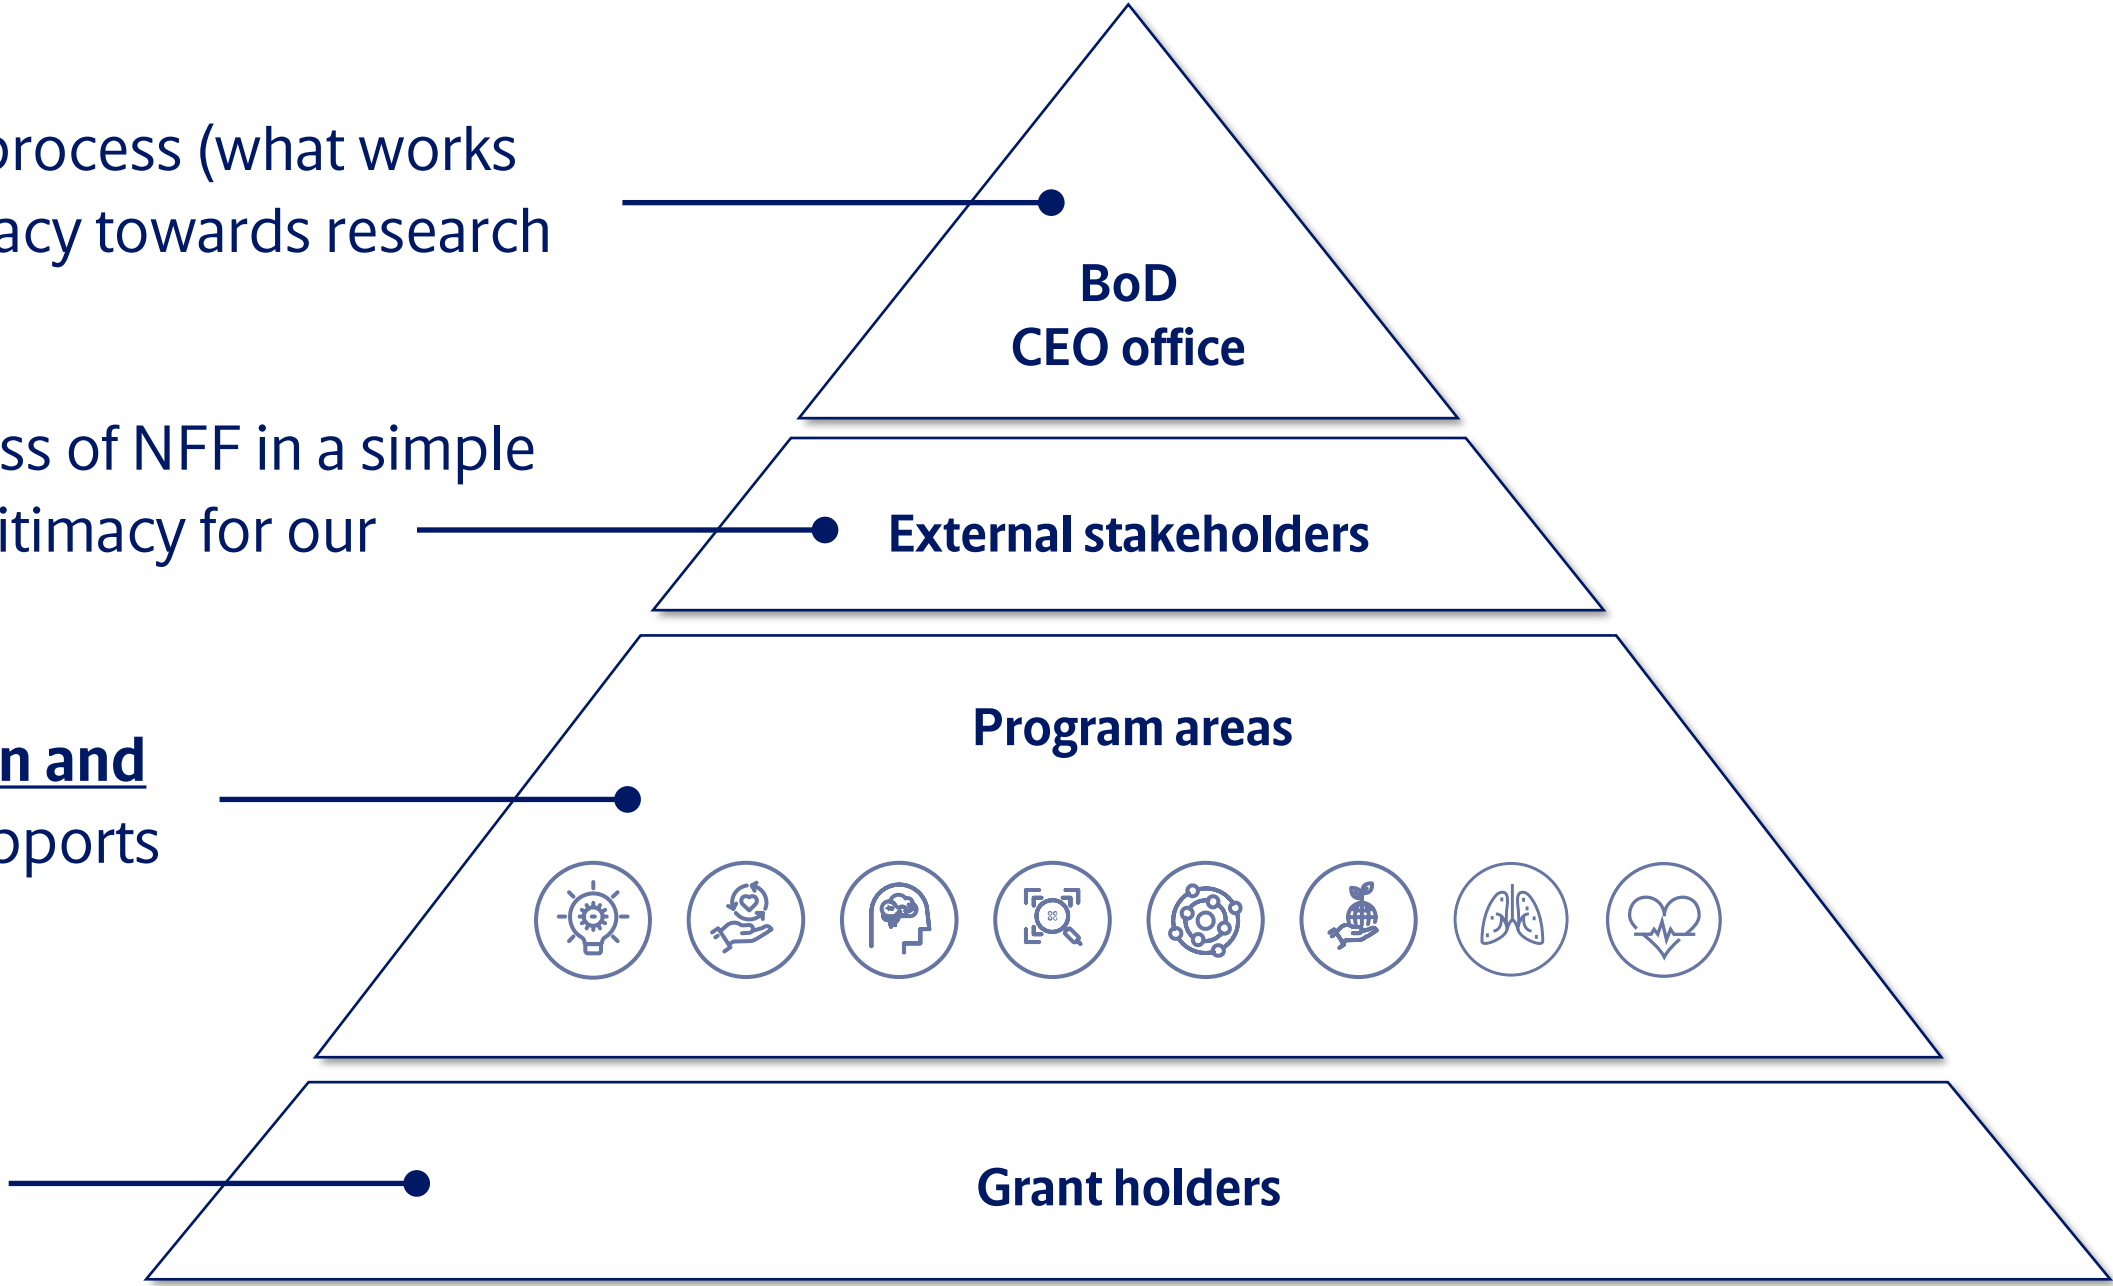 process (what works
acy towards research
BoD
CEO office
ss of NFF in a simple
itimacy for our
External stakeholders
n and
pports
Program areas
Grant holders